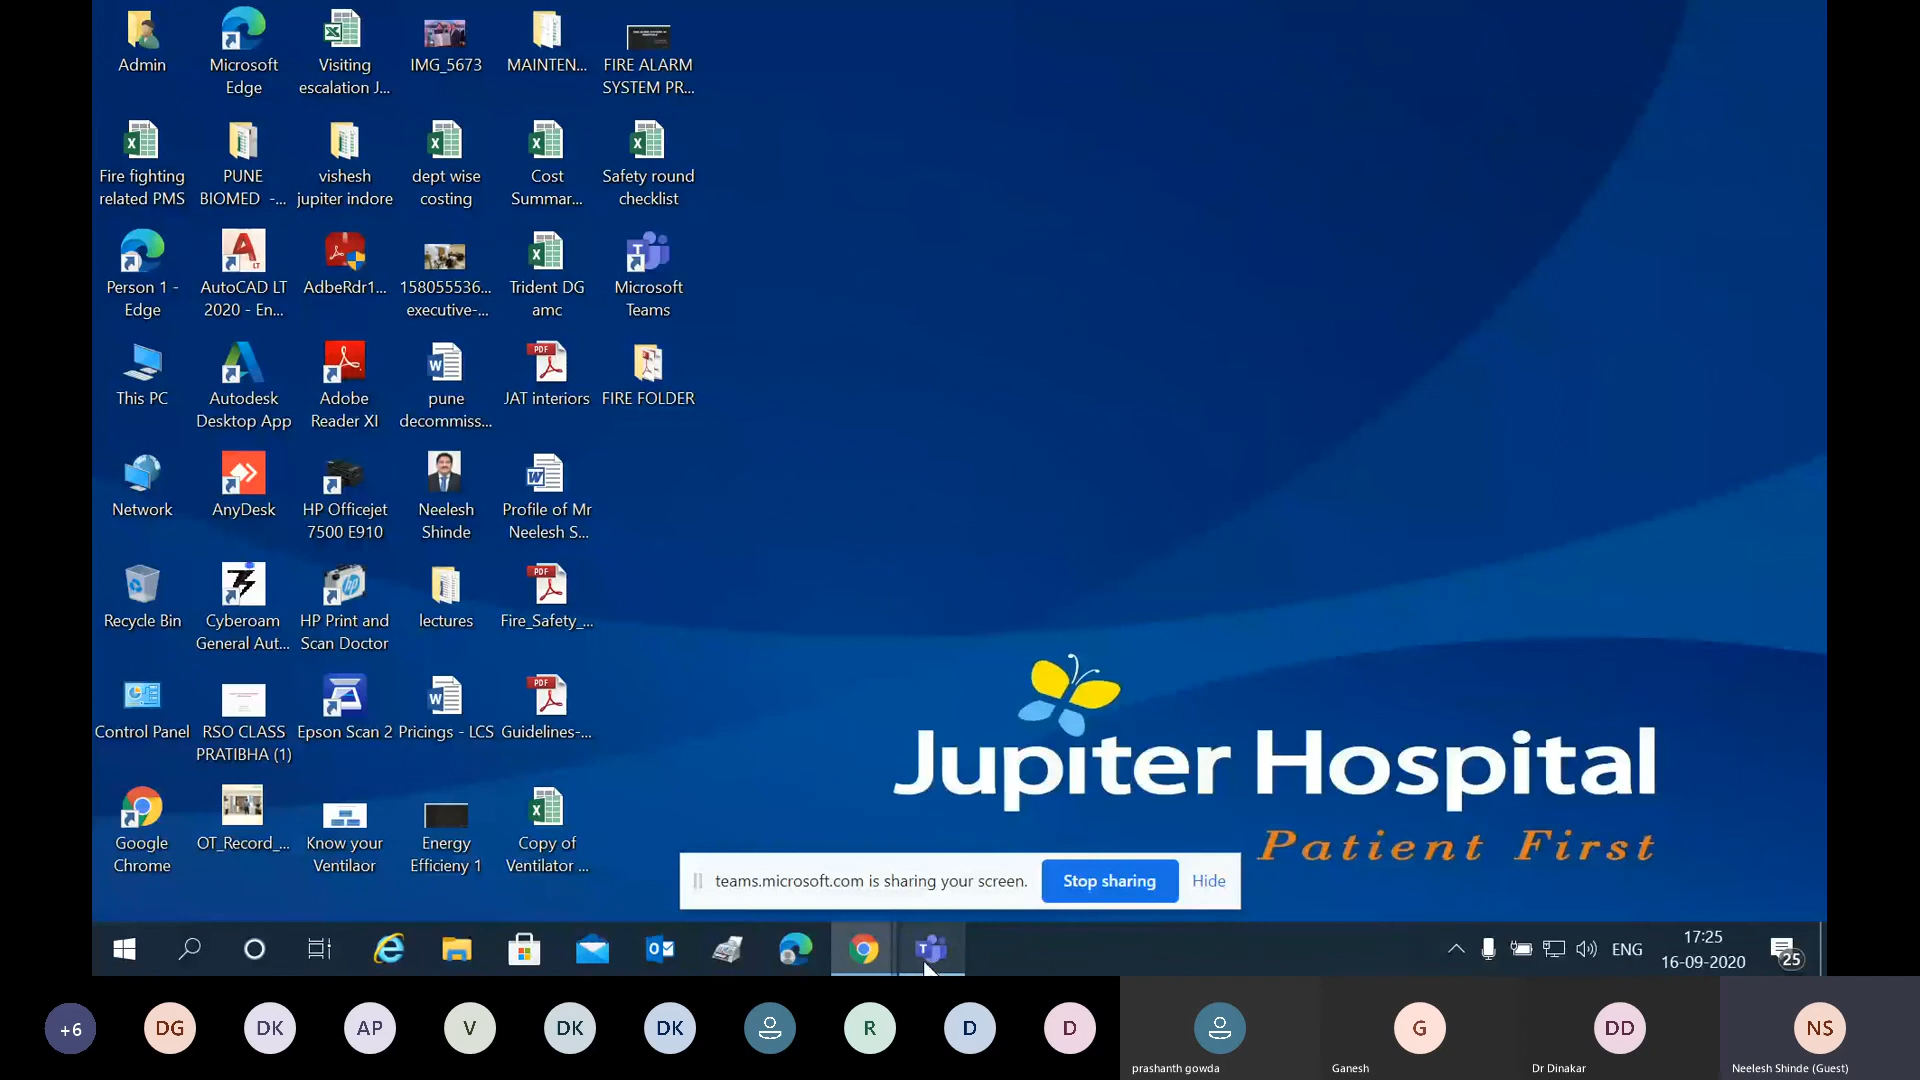 Admin
Microsoft
Edge
Visiting
escalation J...
IMG_5673
MAINTEN...
FIRE ALARM
SYSTEM PR...
Fire fighting
related PMS
PUNE
BIOMED -...
vishesh
jupiter indore
dept wise
costing
Cost
Summar...
Safety round
checklist
Person 1 -
Edge
AutoCAD LT
2020 - En...
AdbeRdr1...
158055536...
executive-...
Trident DG
amc
Microsoft
Teams
This PC
Autodesk
Desktop App
Adobe
Reader XI
pune
decommiss...
JAT interiors
FIRE FOLDER
Network
AnyDesk
HP Officejet
7500 E910
Neelesh
Shinde
Profile of Mr
Neelesh S...
Recycle Bin
Cyberoam
General Aut...
HP Print and
Scan Doctor
lectures
Fire_Safety_...
Control Panel
RSO CLASS
PRATIBHA (1)
Epson Scan 2
Pricings - LCS
Guidelines-...
Google
Chrome
OT_Record_...
Know your
Ventilaor
Energy
Efficieny 1
Copy of
Ventilator ...
Jupiter Hospital
Patient First
teams.microsoft.com is sharing your screen.
Stop sharing
Hide
ENG
17:25
16-09-2020
25
+6
DG
DK
AP
V
DK
DK
R
D
D
G
DD
NS
prashanth gowda
Ganesh
Dr Dinakar
Neelesh Shinde (Guest)